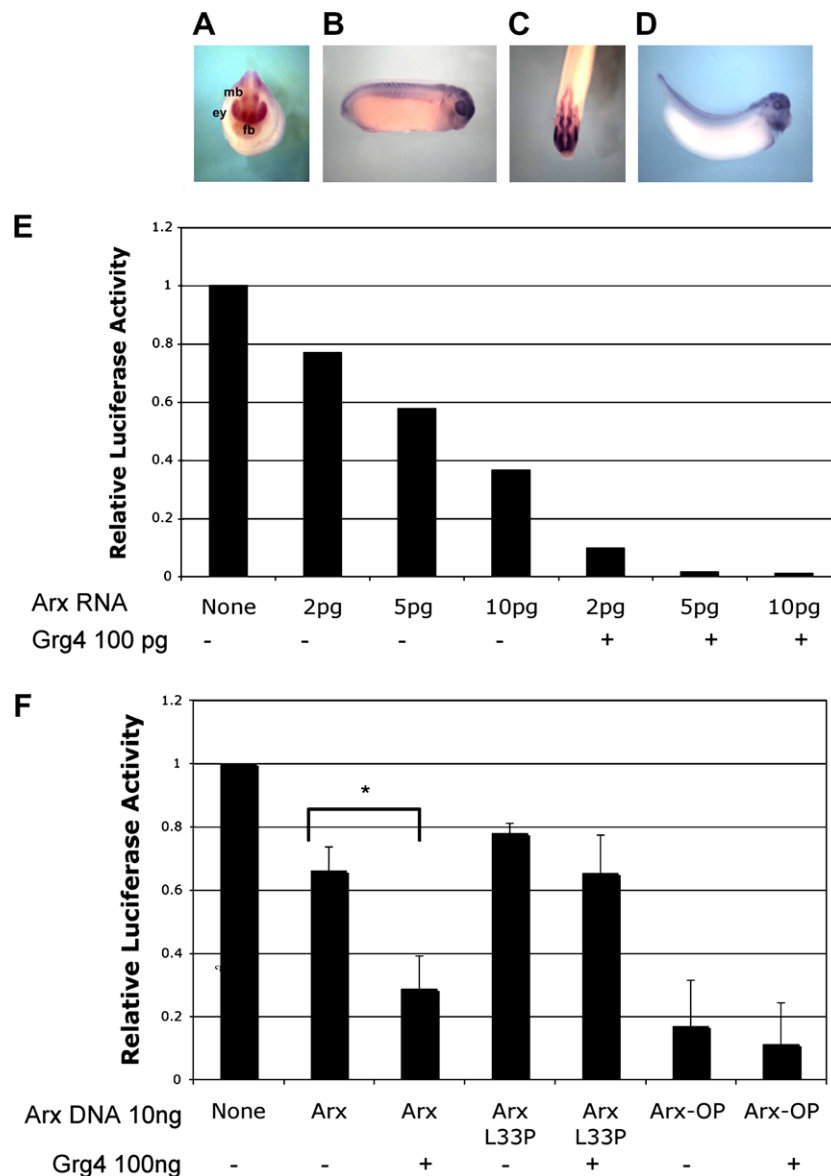 A B C D
mb
ey
fb
E
Relative Luciferase Activity
1.2
1
0.8
0.6
0.4
0.2
0
Arx RNA None 2pg 5pg 10pg 2pg 5pg 10pg
Grg4 100 pg - - - - + + +
F
Relative Luciferase Activity
1.2
1
0.8
0.6
0.4
0.2
0
*
Arx DNA 10ng None Arx Arx Arx Arx Arx-OP Arx-OP
L33P L33P
Grg4 100ng - - + - + - +